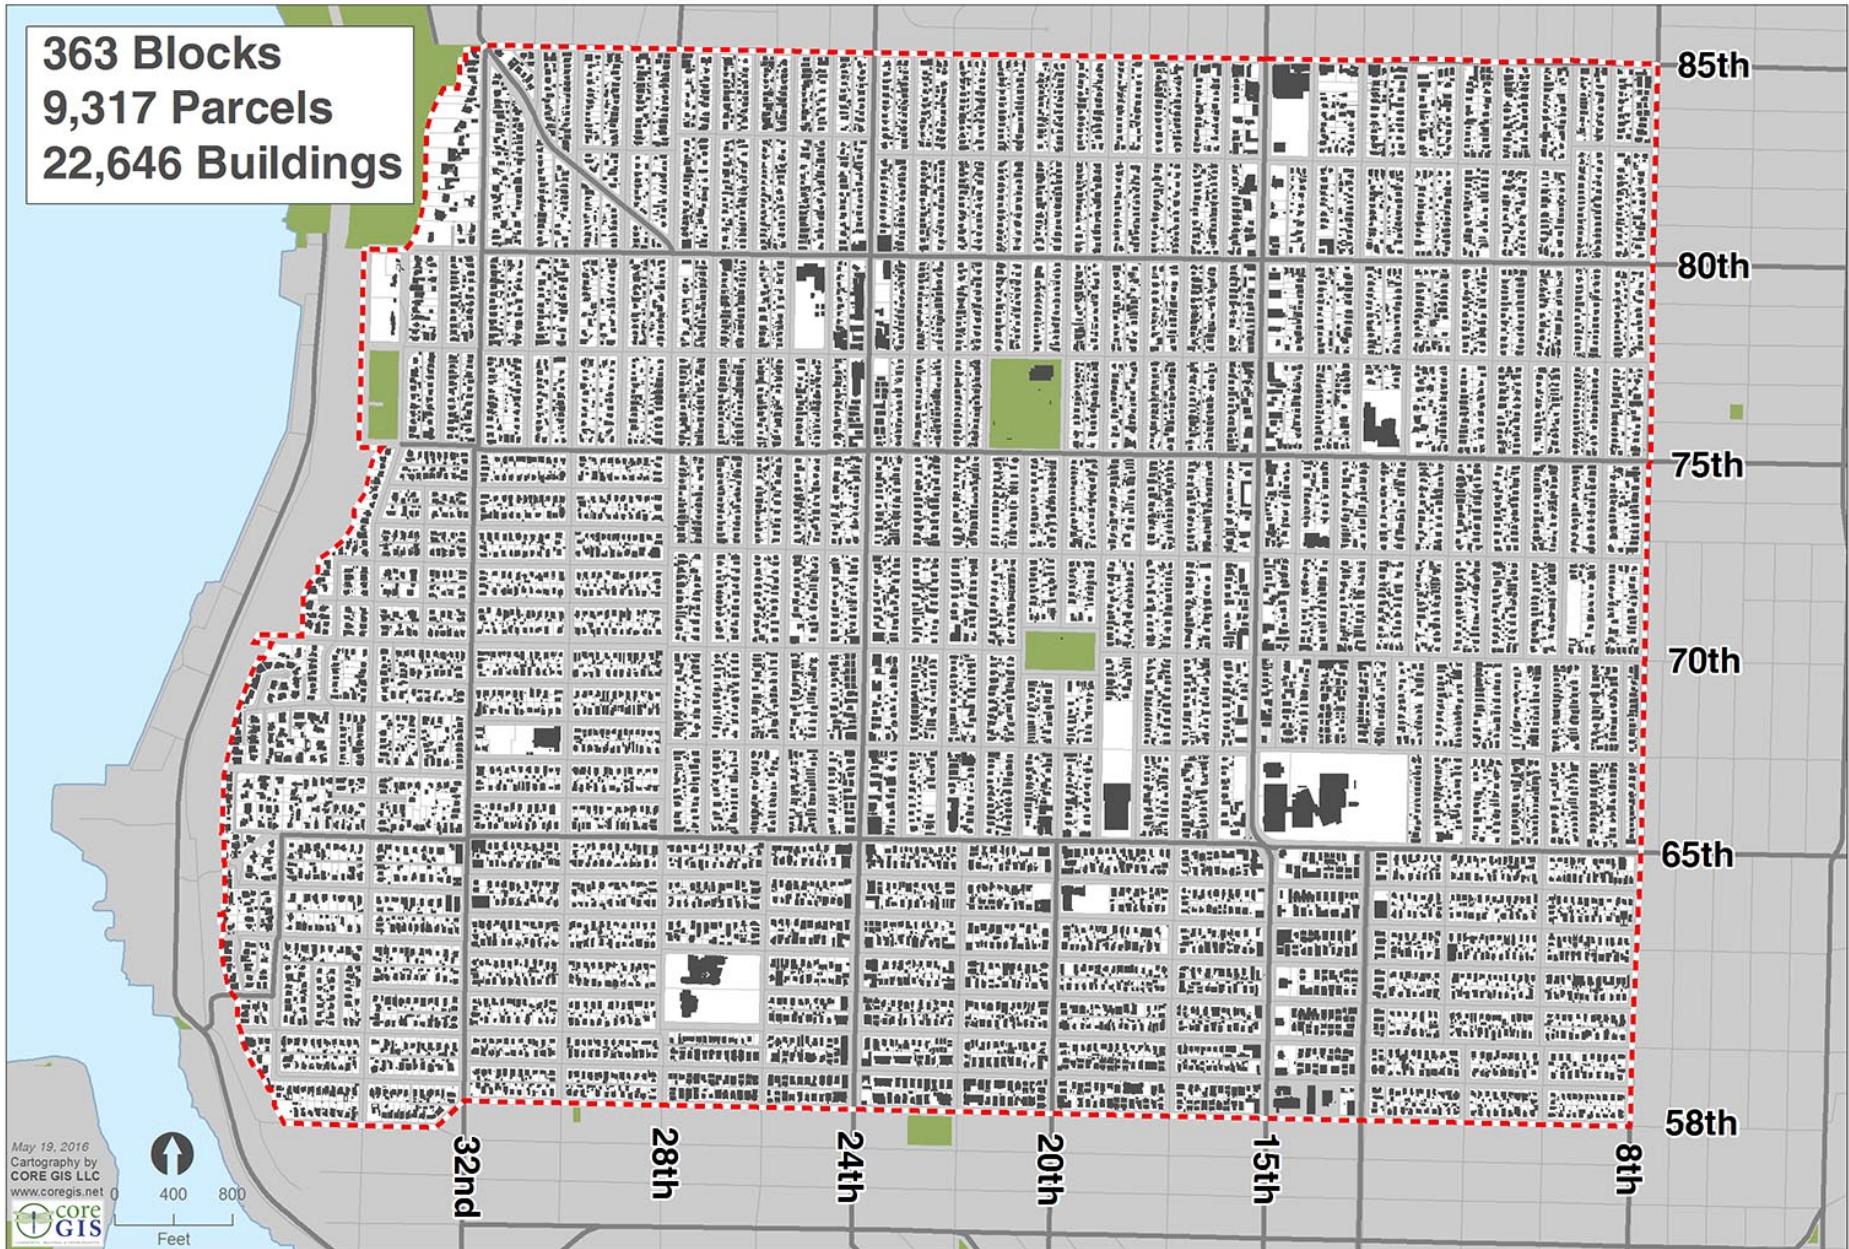 363 Blocks
9,317 Parcels
22,646 Buildings
85th
80th
75th
70th
65th
58th
32nd
28th
24th
20th
15th
8th
May 19, 2016
Cartography by
CORE GIS LLC
www.coregis.net
0 400 800
Feet
core
GIS